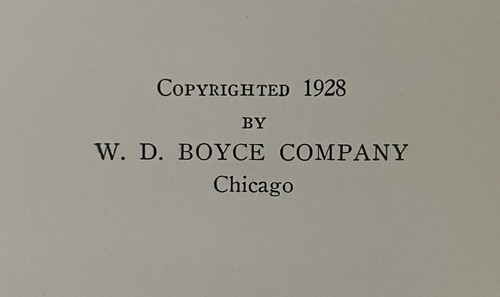 Copyrighted 1928
BY
W. D. BOYCE COMPANY
Chicago